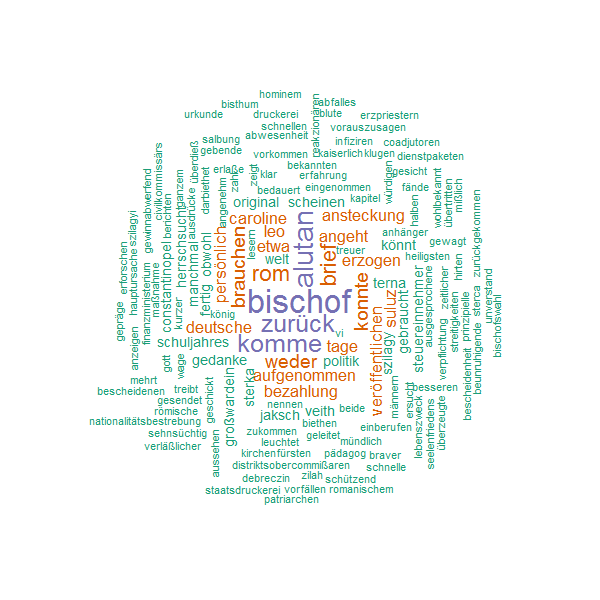 hominem
bisthum
abfalles
urkunde
druckerei
blute
erzpriestern
reakzionären
schnellen
vorauszusagen
salbung
abwesenheit
infiziren
coadjutoren
gebende
überdieß
vorkommen
kaiserlich
klugen
dienstpaketen
civilkommissärs
erlaße
zahl
zeigt
klar
bekannten
erfahrung
würdigen
gesicht
gewinnabwerfend
ganzem
darbiethet
angenehm
bedauert
eingenommen
kapitel
fände
wohlbekannt
mißlich
szilagyi
berichten
herrschsucht
ausdrücke
original
scheinen
halben
übertritten
zurückgekommen
hauptursache
constantinopel
manchmal
obwohl
persönlich
caroline
alutan
ansteckung
anhänger
gewagt
erforschen
maßnahme
lesern
leo
etwa
brief
angeht
könnt
treuer
heiligsten
hirten
finanzministerium
fertig
brauchen
welt
rom
erzogen
terna
zeitlicher
gepräge
kurzer
könig
bischof
konnte
suluz
gebraucht
steuereinnehmer
ausgesprochene
streitigkeiten
prinzipielle
sterca
unverstand
anzeigen
deutsche
zurück
vi
veröffentlichen
szilagy
verpflichtung
beunruhigende
bischofswahl
gott
wage
schuljahres
komme
tage
mehrt
gedanke
weder
politik
bescheidenheit
bescheidenen
treibt
großwardein
sterka
aufgenommen
männern
ersucht
besseren
gesendet
geschickt
bezahlung
lebenszweck
seelenfriedens
überzeugte
römische
nennen
beide
nationalitätsbestrebung
jaksch
veith
biethen
einberufen
sehnsüchtig
zukommen
geleitet
mündlich
verläßlicher
aussehen
leuchtet
kirchenfürsten
pädagog
braver
distriktsobercommißaren
schnelle
debreczin
zilah
schützend
staatsdruckerei
vorfällen
romanischem
patriarchen